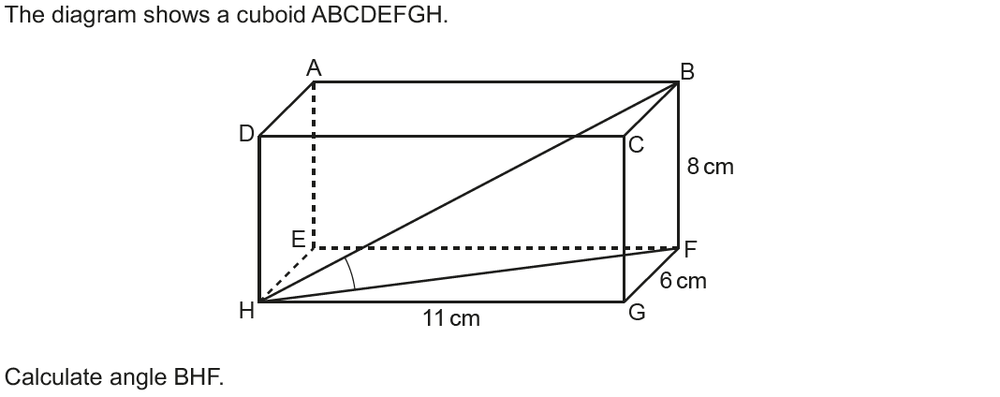 The diagram shows a cuboid ABCDEFGH.
A
B
D
C
8 cm
E
F
6 cm
H
11 cm
G
Calculate angle BHF.